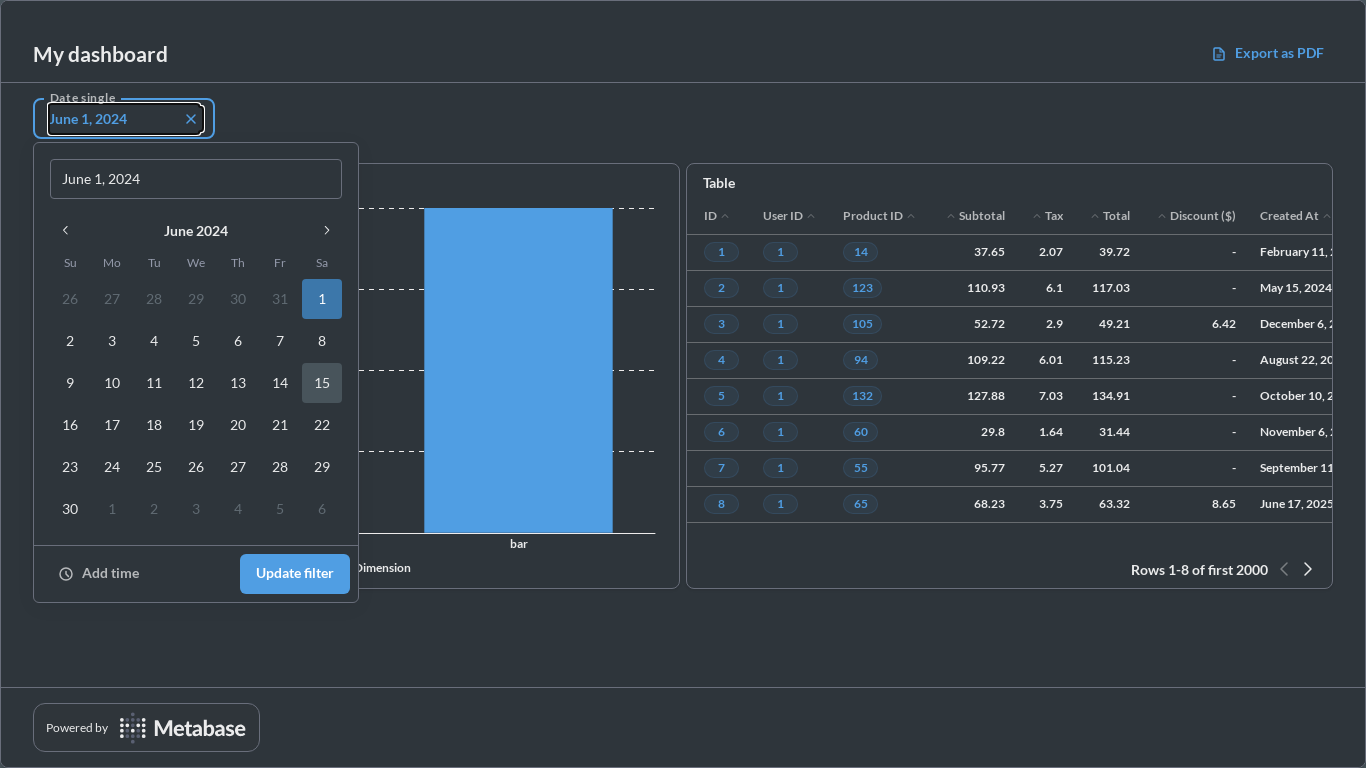 My dashboard
Export as PDF
Date single
June 1, 2024
June 1, 2024
June 2024
Su Mo Tu We Th Fr Sa
26 27 28 29 30 31 1
2 3 4 5 6 7 8
9 10 11 12 13 14 15
16 17 18 19 20 21 22
23 24 25 26 27 28 29
30 1 2 3 4 5 6
Add time
Update filter
bar
Dimension
Table
ID User ID Product ID Subtotal Tax Total Discount ($) Created At
1 1 14 37.65 2.07 39.72 - February 11,
2 1 123 110.93 6.1 117.03 - May 15, 2024
3 1 105 52.72 2.9 49.21 6.42 December 6,
4 1 94 109.22 6.01 115.23 - August 22, 20
5 1 132 127.88 7.03 134.91 - October 10, 2
6 1 60 29.8 1.64 31.44 - November 6,
7 1 55 95.77 5.27 101.04 - September 11
8 1 65 68.23 3.75 63.32 8.65 June 17, 2025
Rows 1-8 of first 2000
Powered by
Metabase